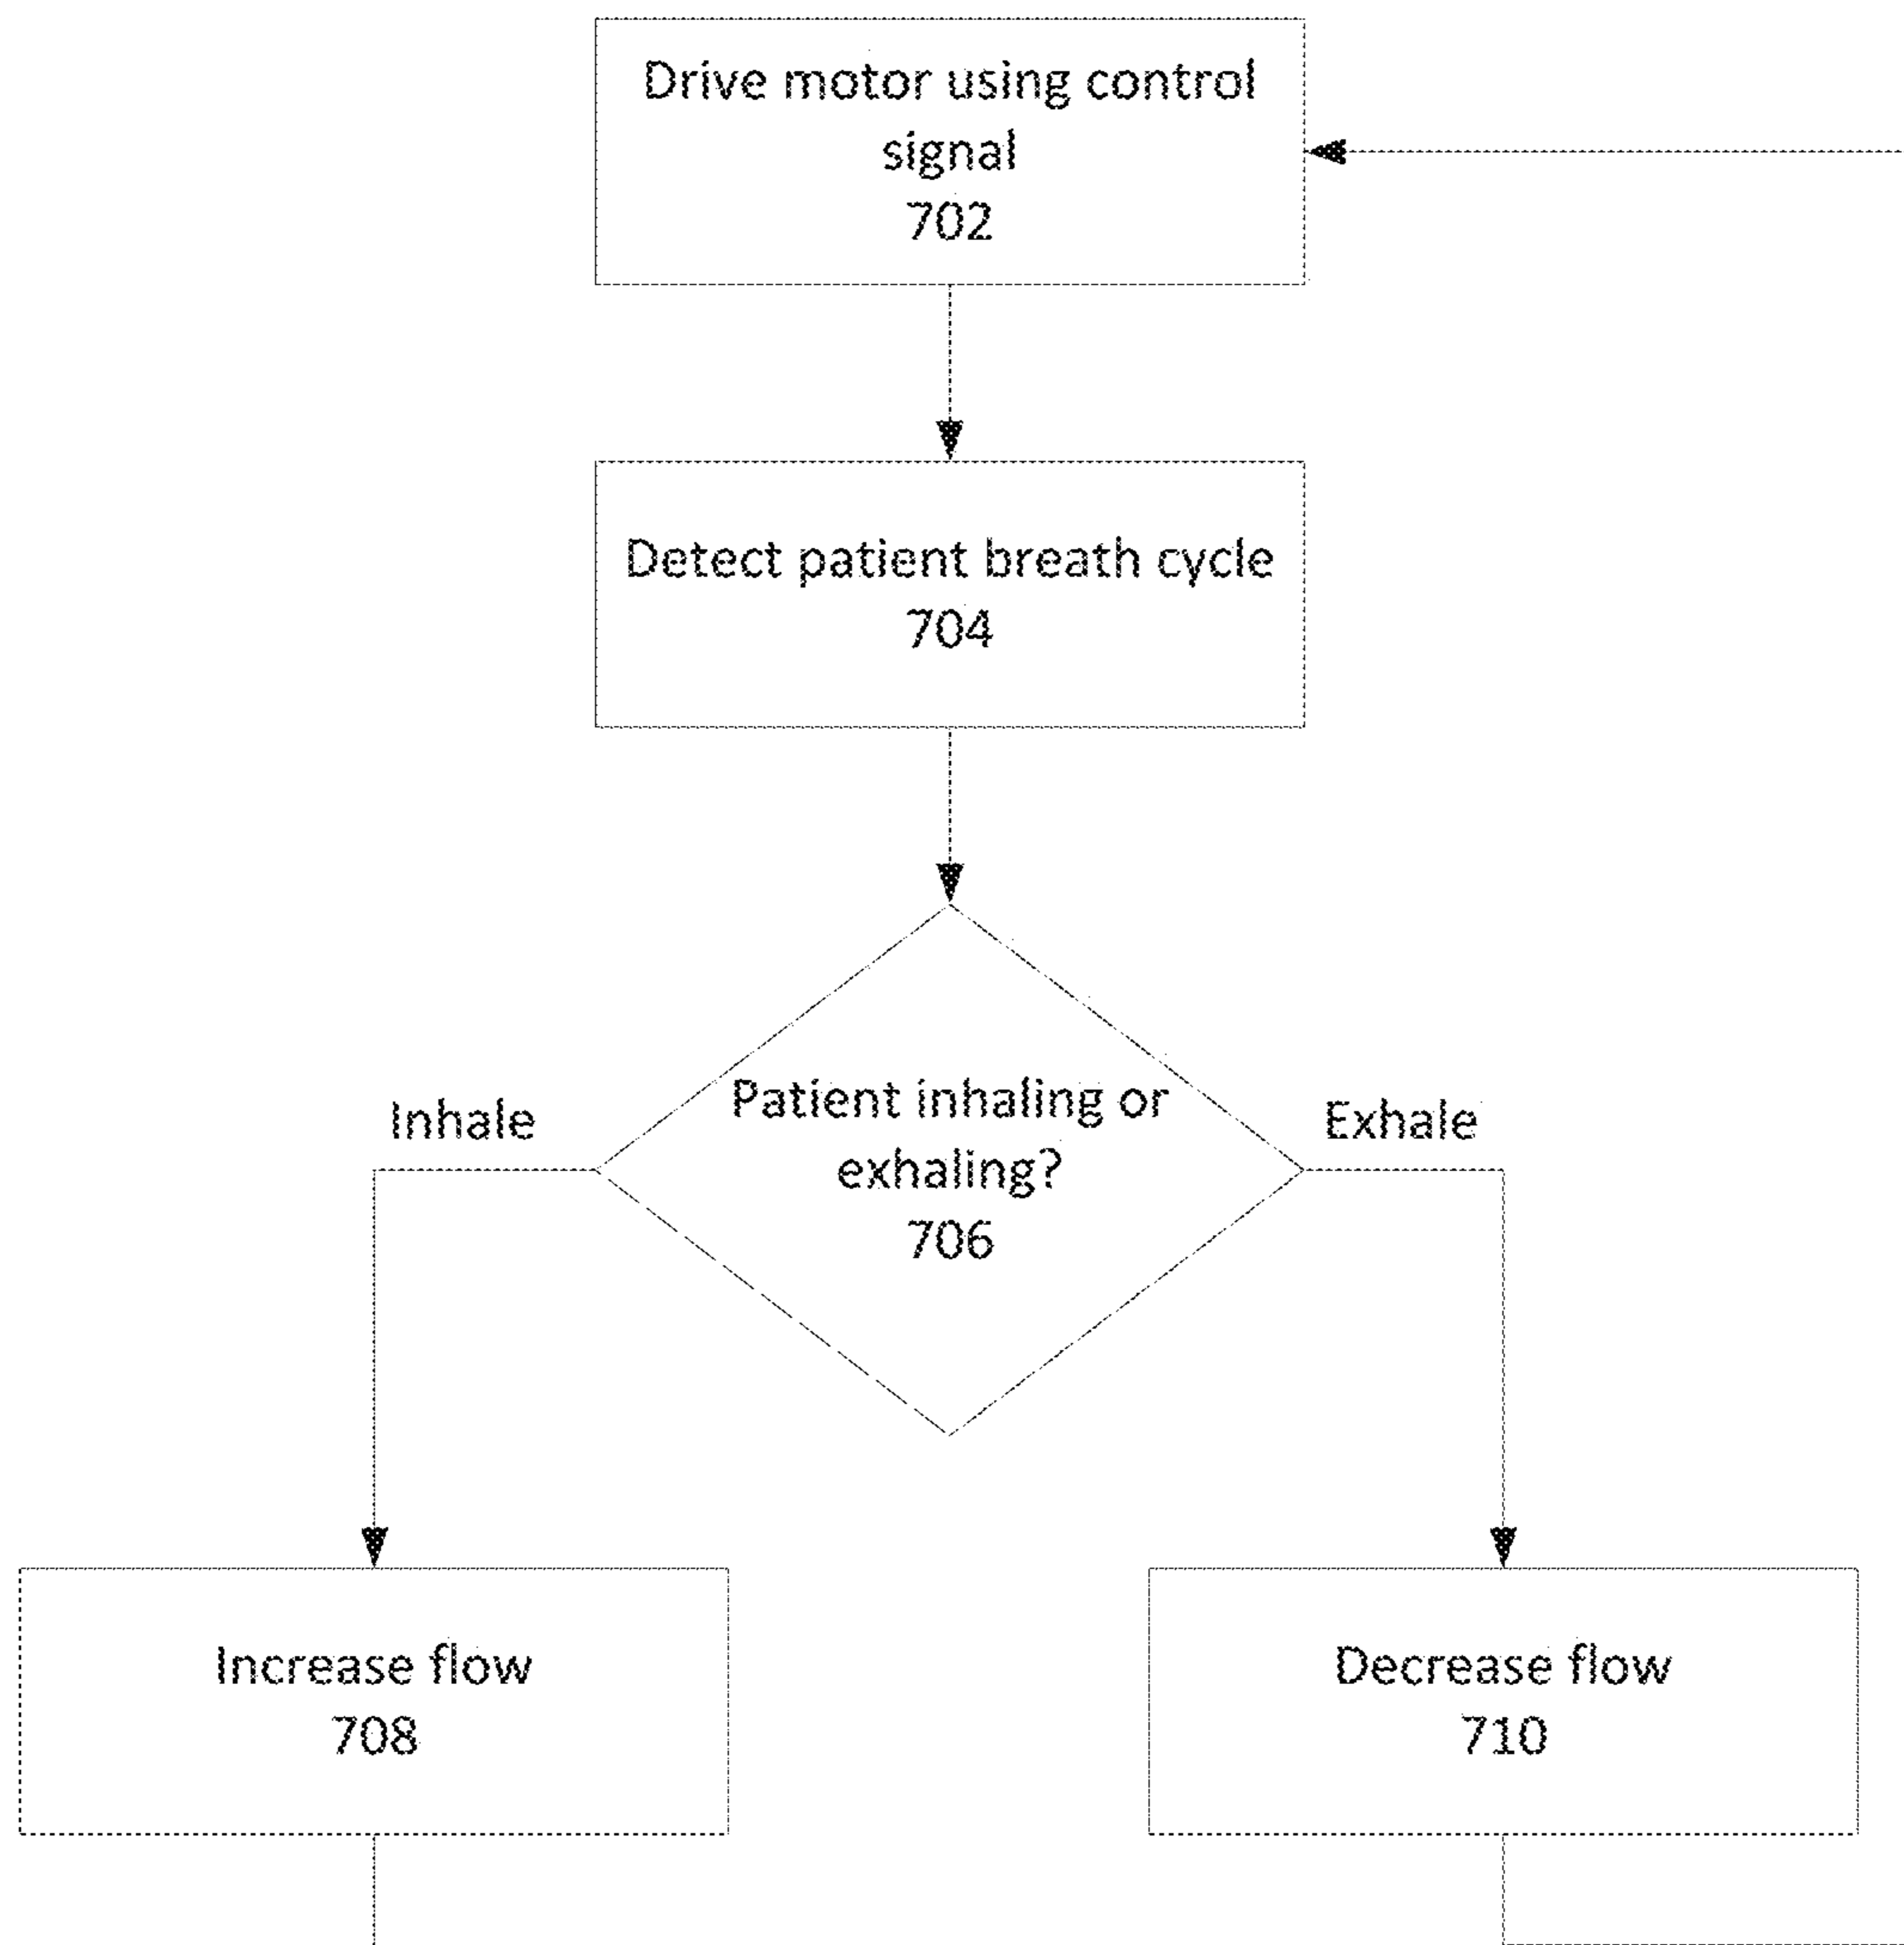 Drive motor using control
signal
702
Detect patient breath cycle
704
Patient inhaling or
exhaling?
706
Inhale
Exhale
Increase flow
708
Decrease flow
710